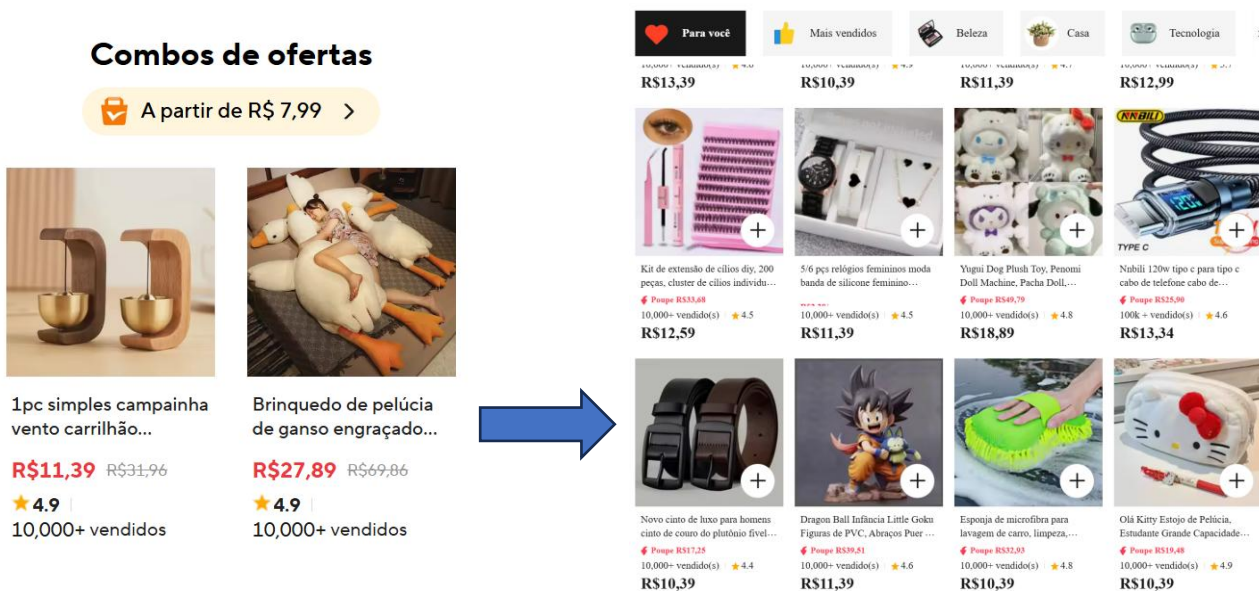 Combos de ofertas
A partir de R$ 7,99
1pc simples campainha
vento carrilhão...
R$11,39 R$31,96
4.9
10,000+ vendidos
Brinquedo de pelúcia
de ganso engraçado...
R$27,89 R$69,86
4.9
10,000+ vendidos
Para você
Mais vendidos
Beleza
Casa
Tecnologia
R$13,39
R$10,39
R$11,39
R$12,99
Kit de extensão de cílios diy, 200
peças, cluster de cílios individu…
Poupe R$33,68
10,000+ vendido(s) 4.5
R$12,59
5/6 pçs relógios femininos moda
banda de silicone feminino…
10,000+ vendido(s) 4.5
R$11,39
Yugui Dog Plush Toy, Penomi
Doll Machine, Pacha Doll,…
Poupe R$49,79
10,000+ vendido(s) 4.8
R$18,89
NNBILI
TYPE C
Nnbili 120w tipo c para tipo c
cabo de telefone cabo de…
Poupe R$25,90
100k + vendido(s) 4.6
R$13,34
Novo cinto de luxo para homens
cinto de couro do plutônio fivel…
Poupe R$17,25
10,000+ vendido(s) 4.4
R$10,39
Dragon Ball Infância Little Goku
Figuras de PVC, Abraços Puer …
Poupe R$39,51
10,000+ vendido(s) 4.6
R$11,39
Esponja de microfibra para
lavagem de carro, limpeza,…
Poupe R$32,93
10,000+ vendido(s) 4.8
R$10,39
Olá Kitty Estojo de Pelúcia,
Estudante Grande Capacidade…
Poupe R$19,48
10,000+ vendido(s) 4.9
R$10,39